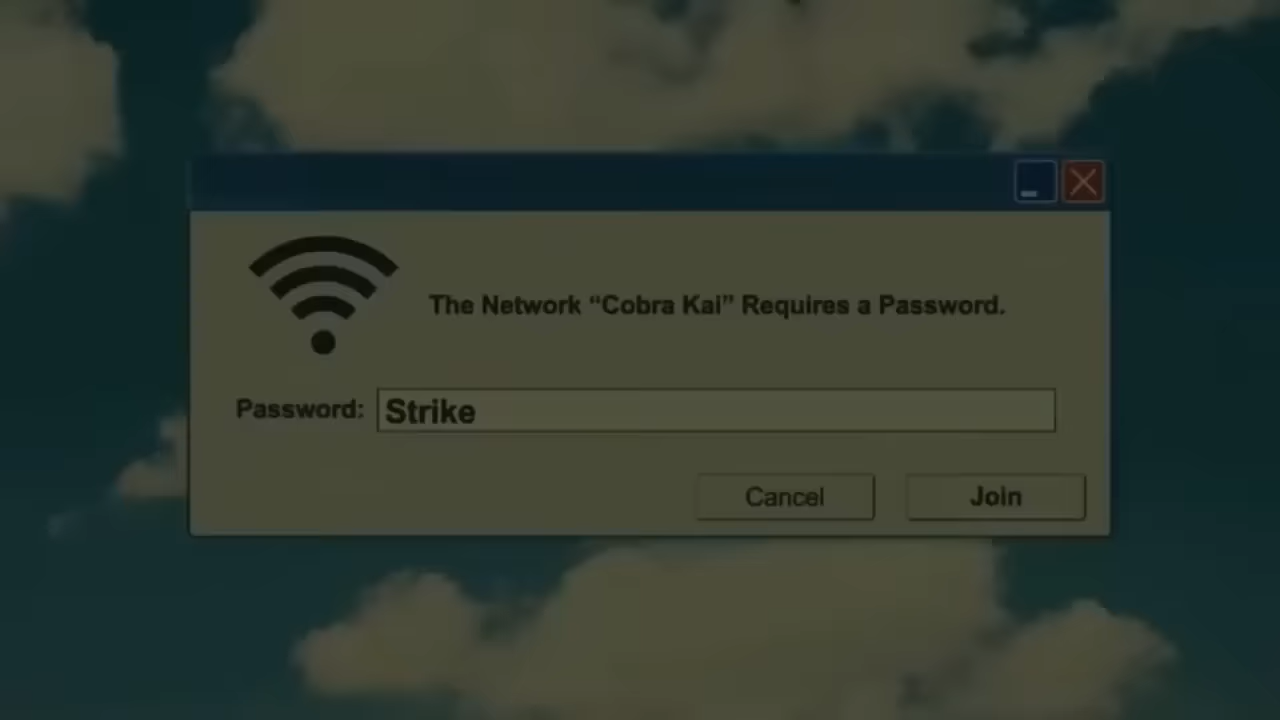 The Network “Cobra Kai” Requires a Password.
Password: Strike
Cancel Join